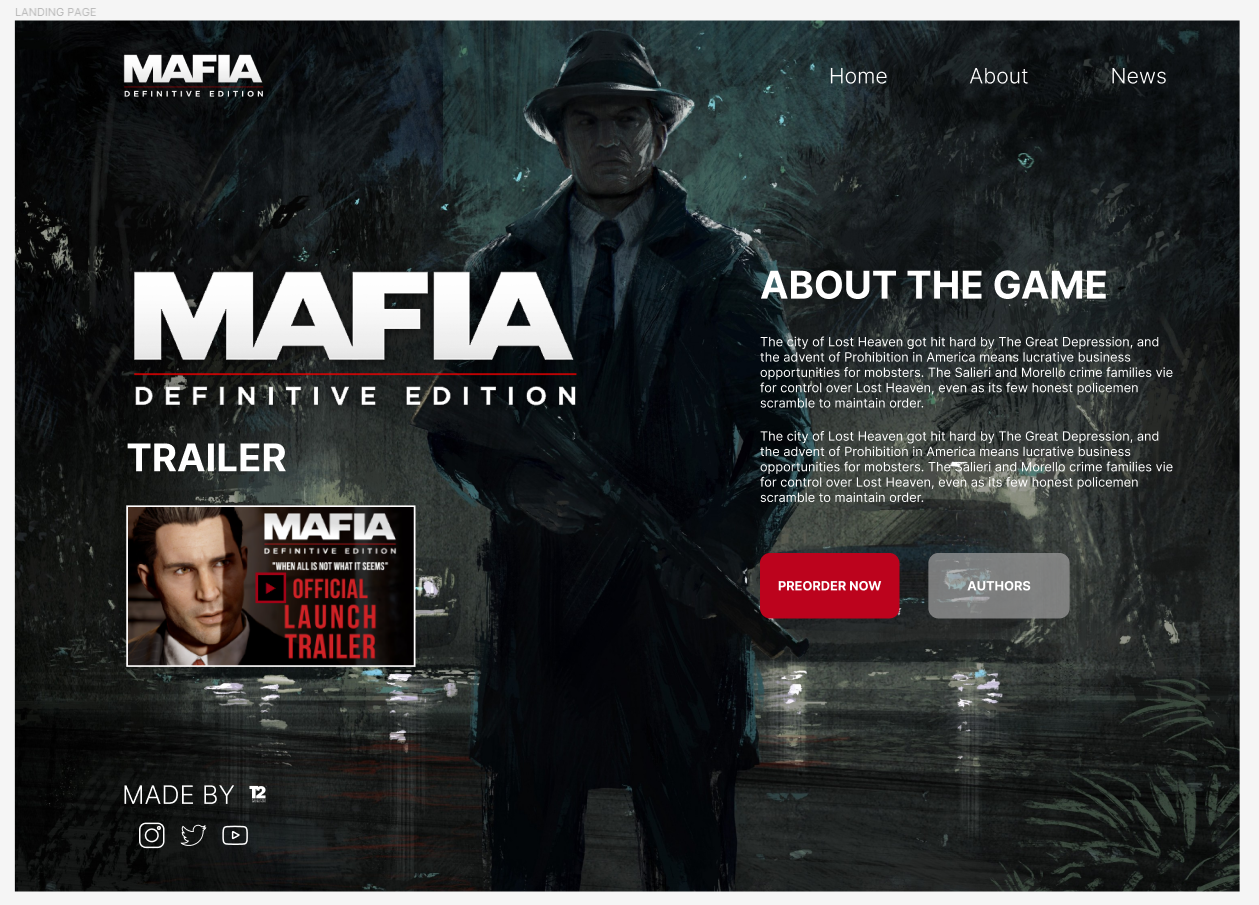 LANDING PAGE
MAFIA
DEFINITIVE EDITION
Home
About
News
MAFIA
DEFINITIVE EDITION
TRAILER
MAFIA
DEFINITIVE EDITION
"WHEN ALL IS NOT WHAT IT SEEMS"
OFFICIAL
LAUNCH
TRAILER
ABOUT THE GAME
The city of Lost Heaven got hit hard by The Great Depression, and
the advent of Prohibition in America means lucrative business
opportunities for mobsters. The Salieri and Morello crime families vie
for control over Lost Heaven, even as its few honest policemen
scramble to maintain order.
The city of Lost Heaven got hit hard by The Great Depression, and
the advent of Prohibition in America means lucrative business
opportunities for mobsters. The Salieri and Morello crime families vie
for control over Lost Heaven, even as its few honest policemen
scramble to maintain order.
PREORDER NOW
AUTHORS
MADE BY T2